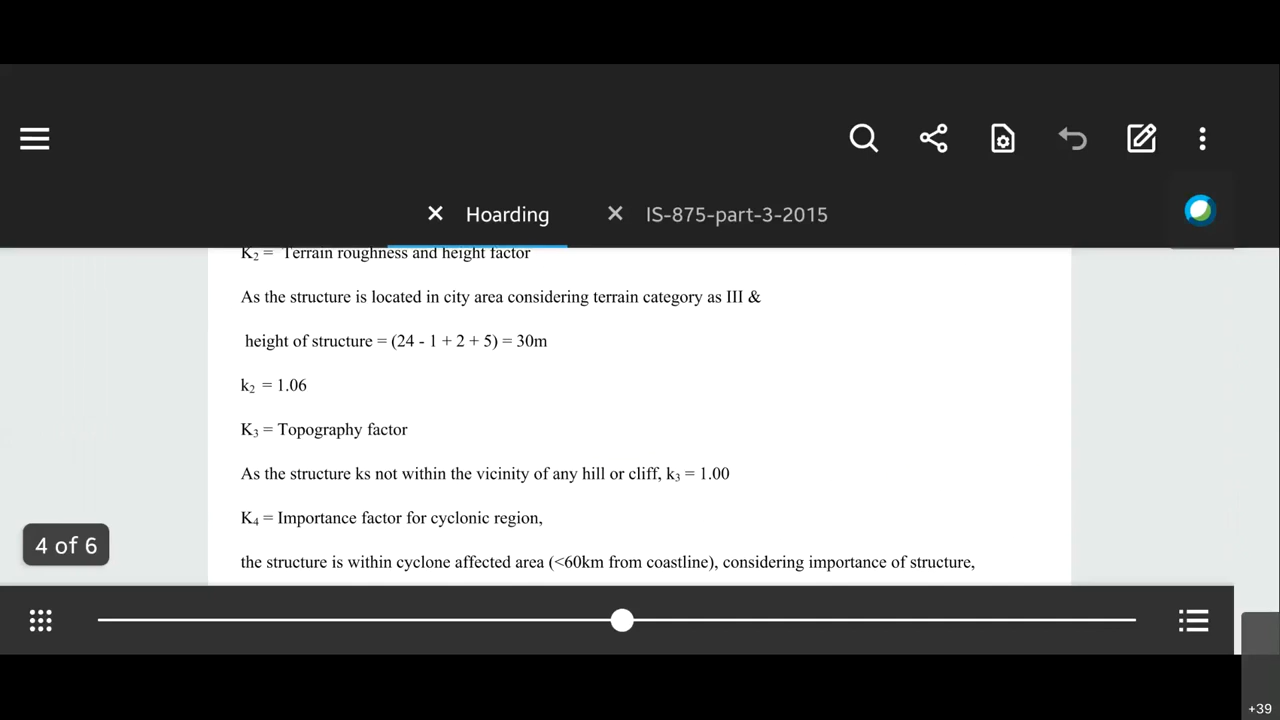 Hoarding IS-875-part-3-2015
K₂ = Terrain roughness and height factor
As the structure is located in city area considering terrain category as III &
height of structure = (24 - 1 + 2 + 5) = 30m
k₂ = 1.06
K₃ = Topography factor
As the structure ks not within the vicinity of any hill or cliff, k₃ = 1.00
K₄ = Importance factor for cyclonic region,
4 of 6
the structure is within cyclone affected area (<60km from coastline), considering importance of structure,
+39